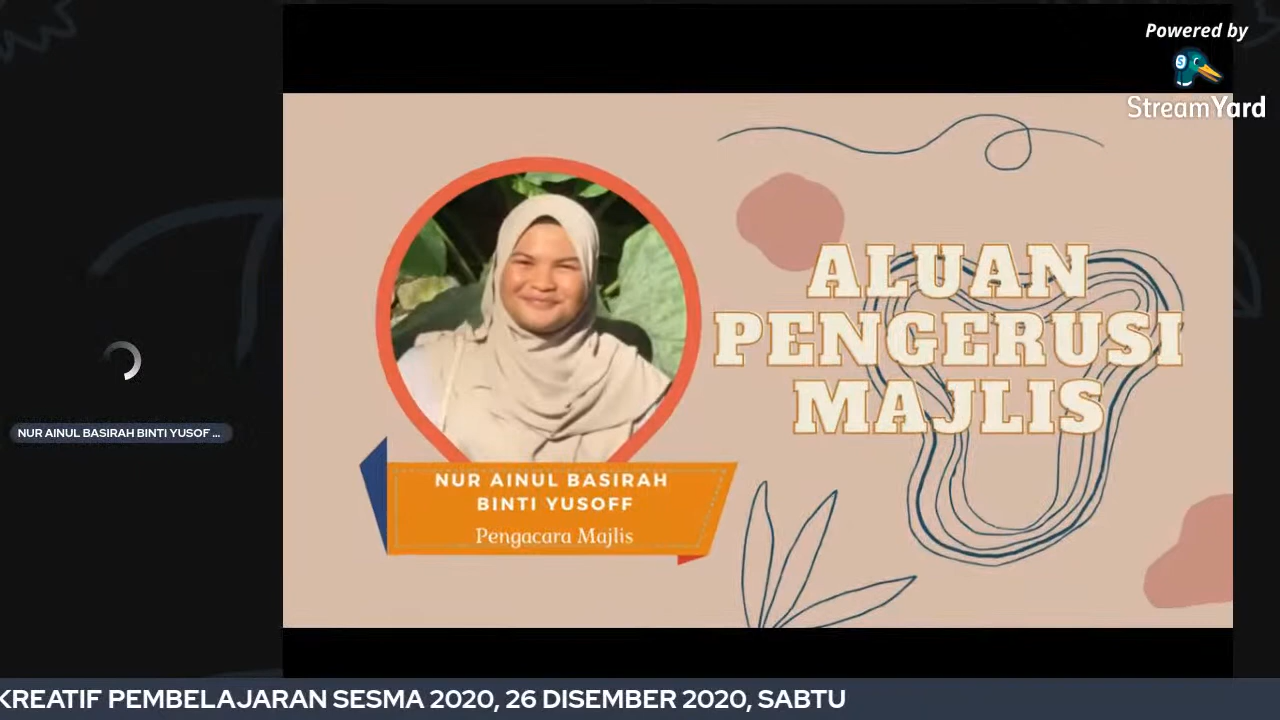 Powered by
StreamYard
ALUAN
PENGERUSI
MAJLIS
NUR AINUL BASIRAH
BINTI YUSOFF
Pengacara Majlis
NUR AINUL BASIRAH BINTI YUSOF ...
KREATIF PEMBELAJARAN SESMA 2020, 26 DISEMBER 2020, SABTU